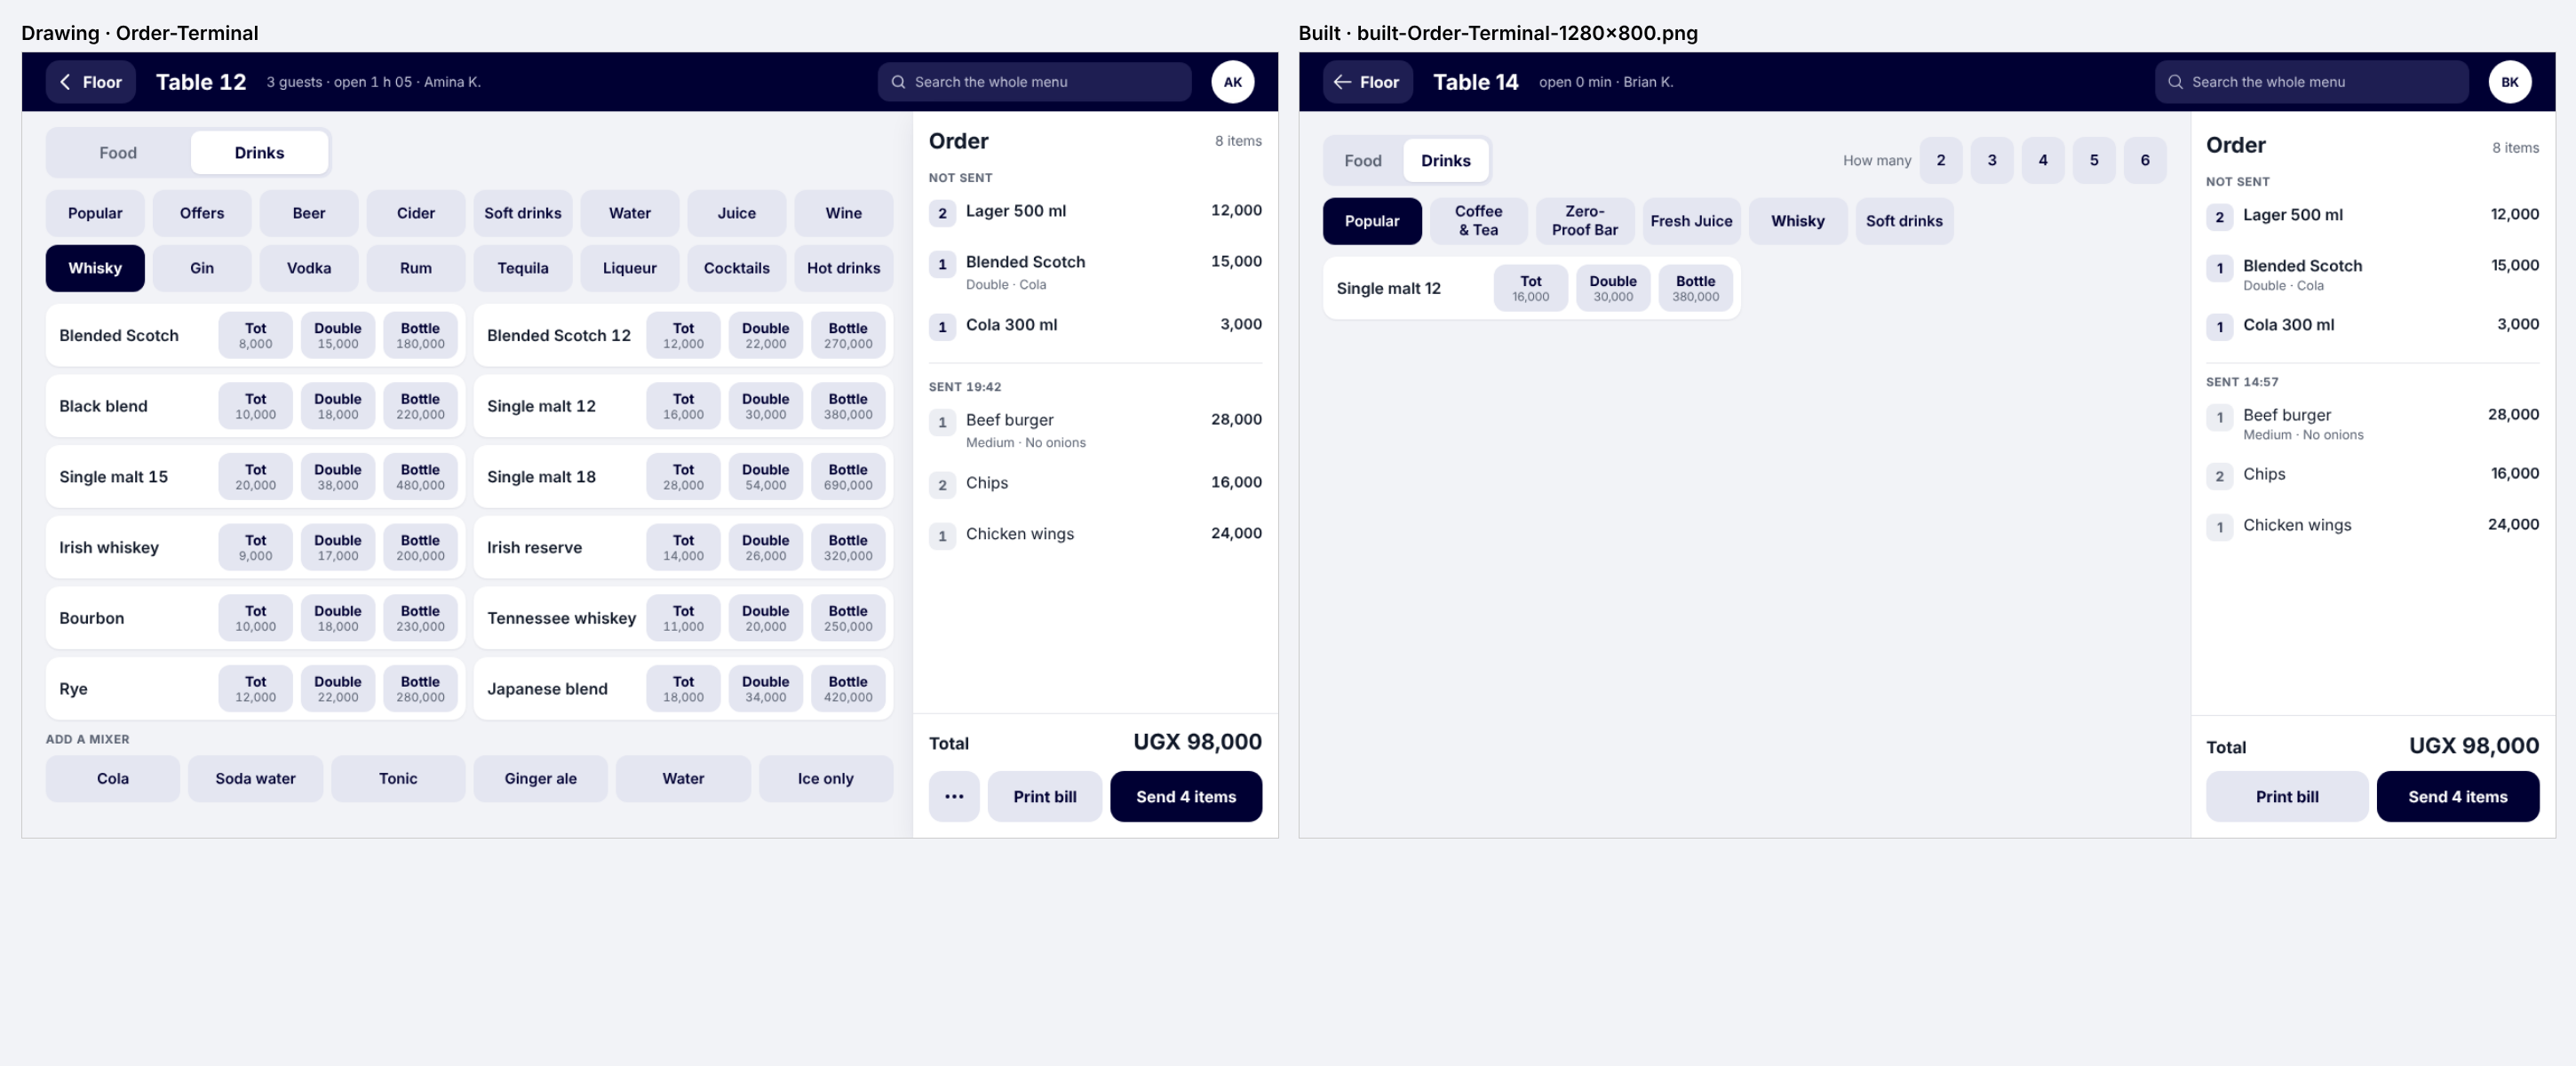 Drawing · Order-Terminal
Floor
Table 12
3 guests · open 1 h 05 · Amina K.
Search the whole menu
AK
Food
Drinks
Popular
Offers
Beer
Cider
Soft drinks
Water
Juice
Wine
Whisky
Gin
Vodka
Rum
Tequila
Liqueur
Cocktails
Hot drinks
Blended Scotch
Tot
8,000
Double
15,000
Bottle
180,000
Blended Scotch 12
Tot
12,000
Double
22,000
Bottle
270,000
Black blend
Tot
10,000
Double
18,000
Bottle
220,000
Single malt 12
Tot
16,000
Double
30,000
Bottle
380,000
Single malt 15
Tot
20,000
Double
38,000
Bottle
480,000
Single malt 18
Tot
28,000
Double
54,000
Bottle
690,000
Irish whiskey
Tot
9,000
Double
17,000
Bottle
200,000
Irish reserve
Tot
14,000
Double
26,000
Bottle
320,000
Bourbon
Tot
10,000
Double
18,000
Bottle
230,000
Tennessee whiskey
Tot
11,000
Double
20,000
Bottle
250,000
Rye
Tot
12,000
Double
22,000
Bottle
280,000
Japanese blend
Tot
18,000
Double
34,000
Bottle
420,000
ADD A MIXER
Cola
Soda water
Tonic
Ginger ale
Water
Ice only
Order
8 items
NOT SENT
2 Lager 500 ml 12,000
1 Blended Scotch 15,000
Double · Cola
1 Cola 300 ml 3,000
SENT 19:42
1 Beef burger 28,000
Medium · No onions
2 Chips 16,000
1 Chicken wings 24,000
Total UGX 98,000
···
Print bill
Send 4 items
Built · built-Order-Terminal-1280×800.png
Floor
Table 14
open 0 min · Brian K.
Search the whole menu
BK
Food
Drinks
How many
2
3
4
5
6
Popular
Coffee
& Tea
Zero-
Proof Bar
Fresh Juice
Whisky
Soft drinks
Single malt 12
Tot
16,000
Double
30,000
Bottle
380,000
Order
8 items
NOT SENT
2 Lager 500 ml 12,000
1 Blended Scotch 15,000
Double · Cola
1 Cola 300 ml 3,000
SENT 14:57
1 Beef burger 28,000
Medium · No onions
2 Chips 16,000
1 Chicken wings 24,000
Total UGX 98,000
Print bill
Send 4 items